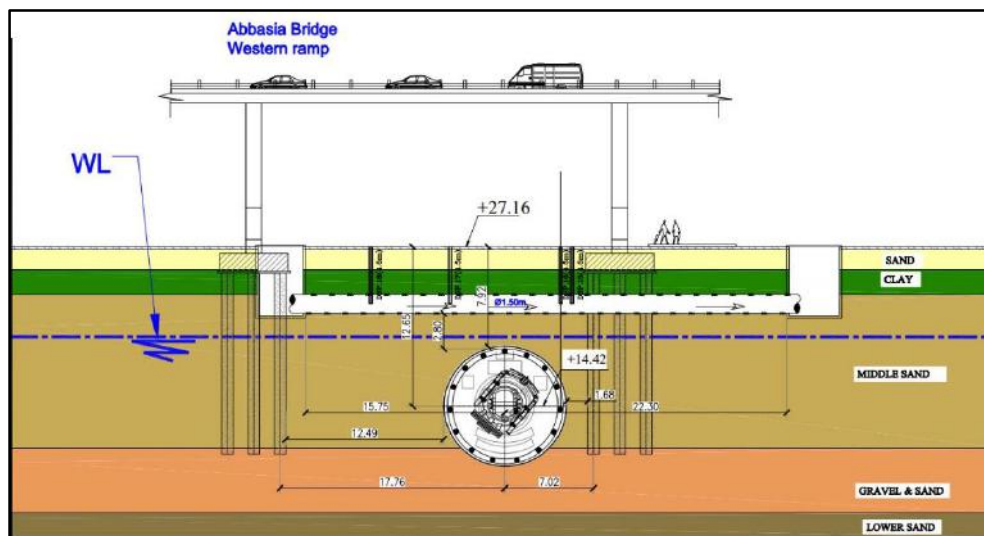 Abbasia Bridge
Western ramp
WL
+27.16
SAND
CLAY
Ø1.50m
7.92
12.65
2.80
+14.42
MIDDLE SAND
1.68
15.75
22.30
12.49
17.76
7.02
GRAVEL & SAND
LOWER SAND